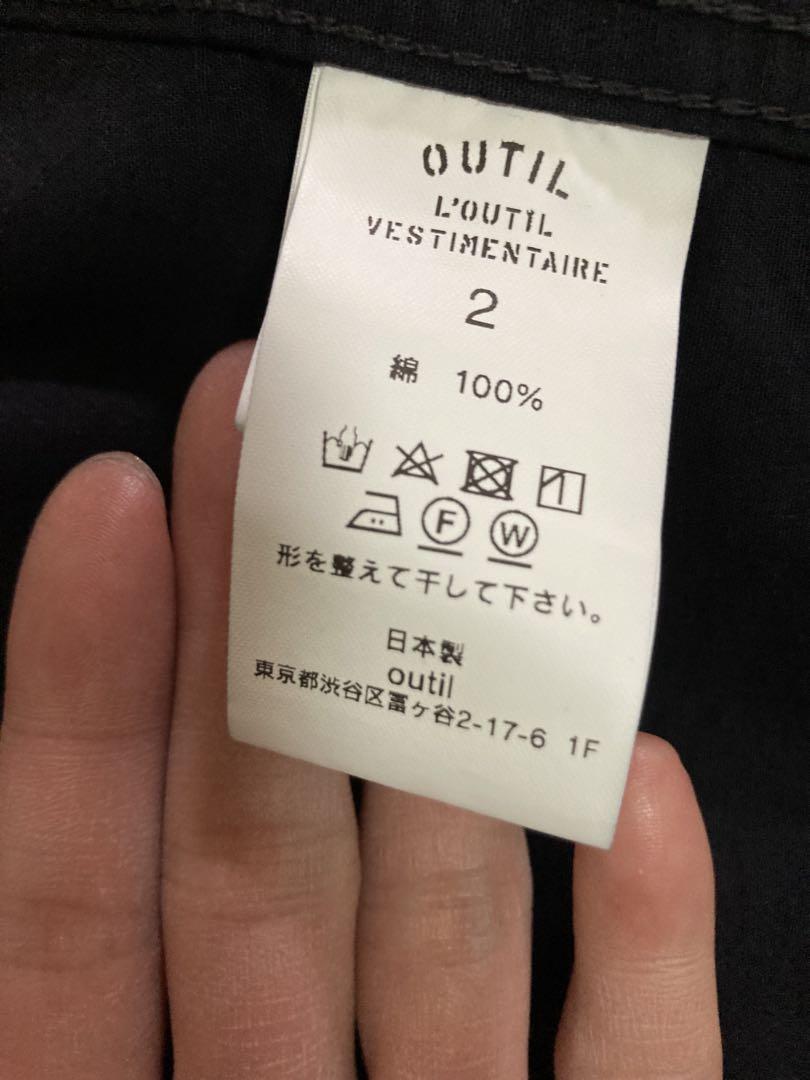 OUTIL
L'OUTIL
VESTIMENTAIRE
2
綿 100%
F W
形を整えて干して下さい。
日本製
outil
東京都渋谷区富ヶ谷2-17-6 1F